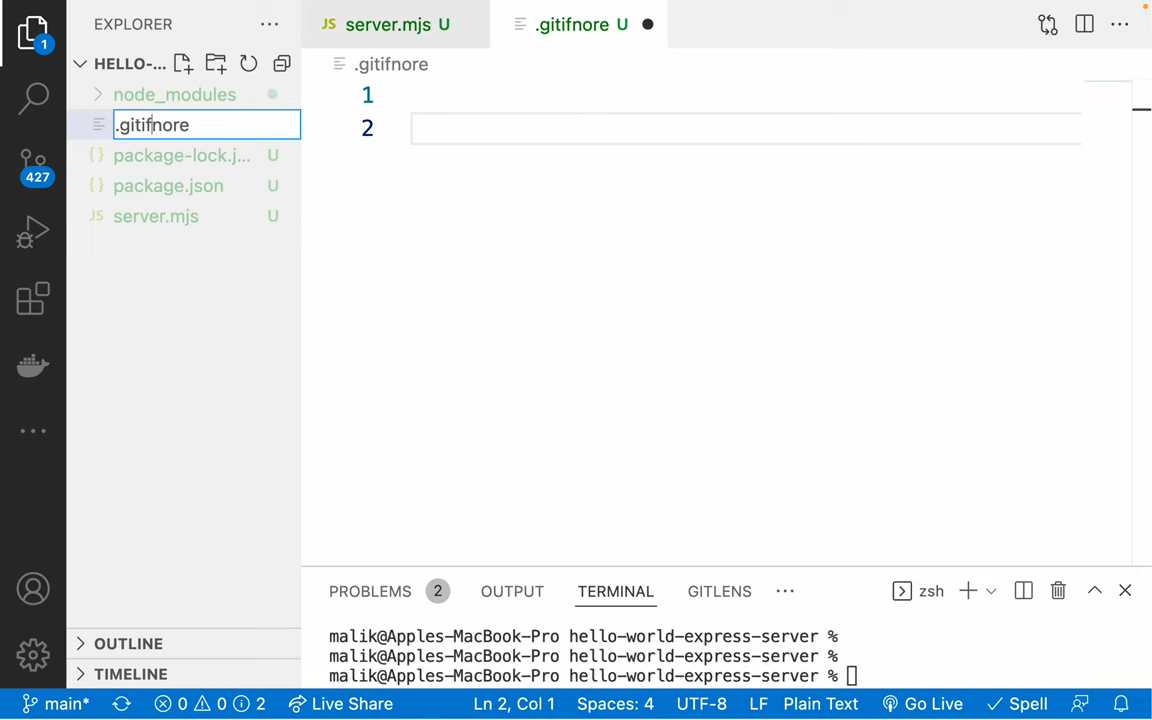 1
427
EXPLORER ...
HELLO-...
node_modules
.gitifnore
package-lock.j... U
{} package.json U
JS server.mjs U
OUTLINE
TIMELINE
JS server.mjs U
.gitifnore U
.gitifnore
1
2
PROBLEMS 2 OUTPUT TERMINAL GITLENS ... zsh
malik@Apples-MacBook-Pro hello-world-express-server %
malik@Apples-MacBook-Pro hello-world-express-server %
malik@Apples-MacBook-Pro hello-world-express-server %
main* 0 0 2 Live Share Ln 2, Col 1 Spaces: 4 UTF-8 LF Plain Text Go Live Spell